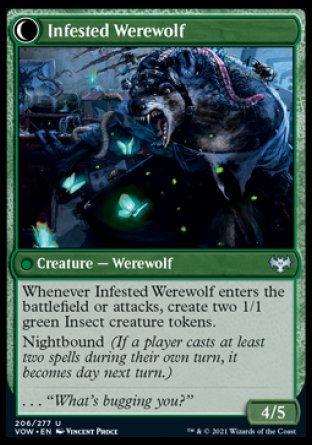 Infested Werewolf
Creature — Werewolf
Whenever Infested Werewolf enters the
battlefield or attacks, create two 1/1
green Insect creature tokens.
Nightbound (If a player casts at least
two spells during their own turn, it
becomes day next turn.)
. . . “What’s bugging you?”
4/5
206/277 U
VOW • EN Vincent Proce
™ & © 2021 Wizards of the Coast